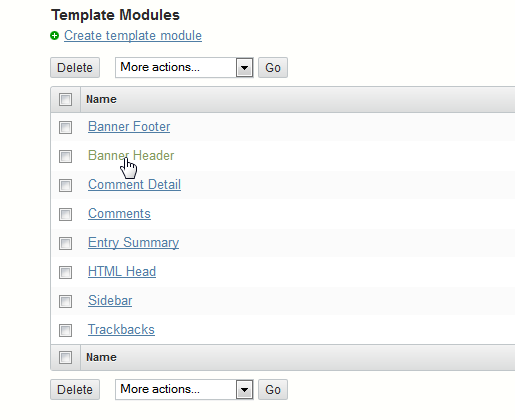 Template Modules
Create template module
Delete More actions... Go
Name
Banner Footer
Banner Header
Comment Detail
Comments
Entry Summary
HTML Head
Sidebar
Trackbacks
Name
Delete More actions... Go